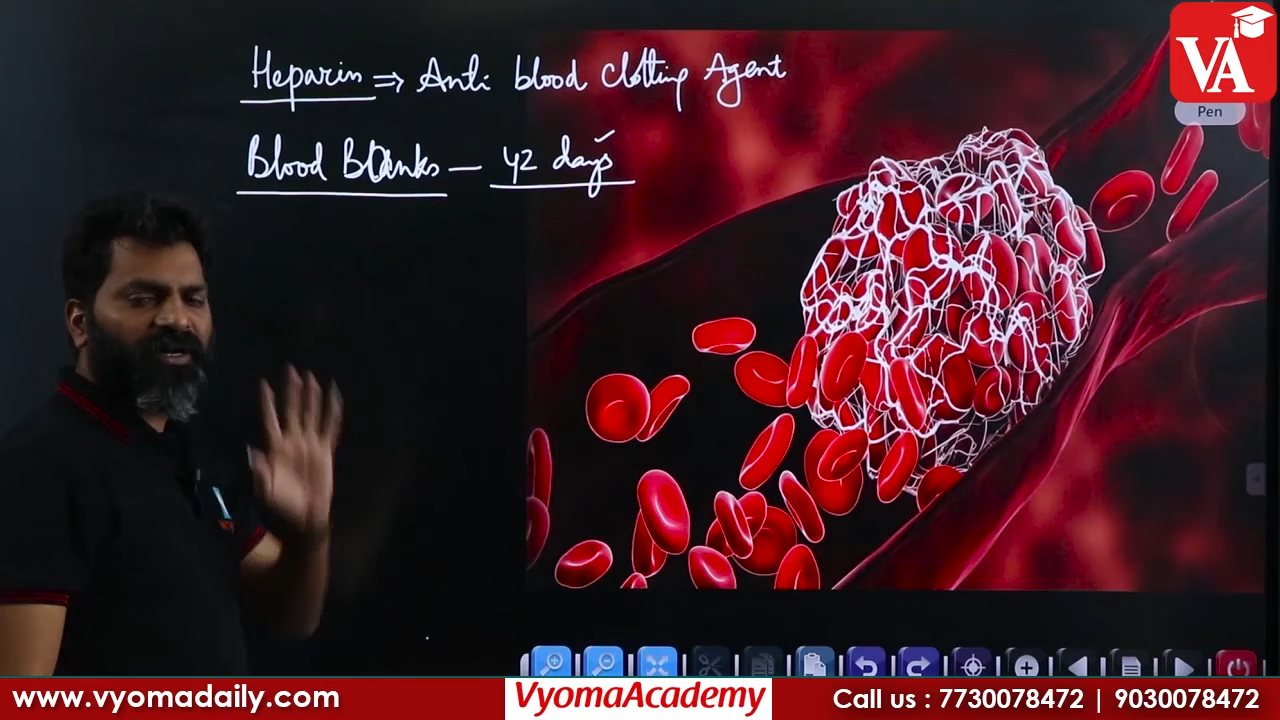 Heparin ⇒ Anti blood Clotting Agent
Blood Banks — 42 days
VA
Pen
www.vyomadaily.com
VyomaAcademy
Call us : 7730078472 | 9030078472